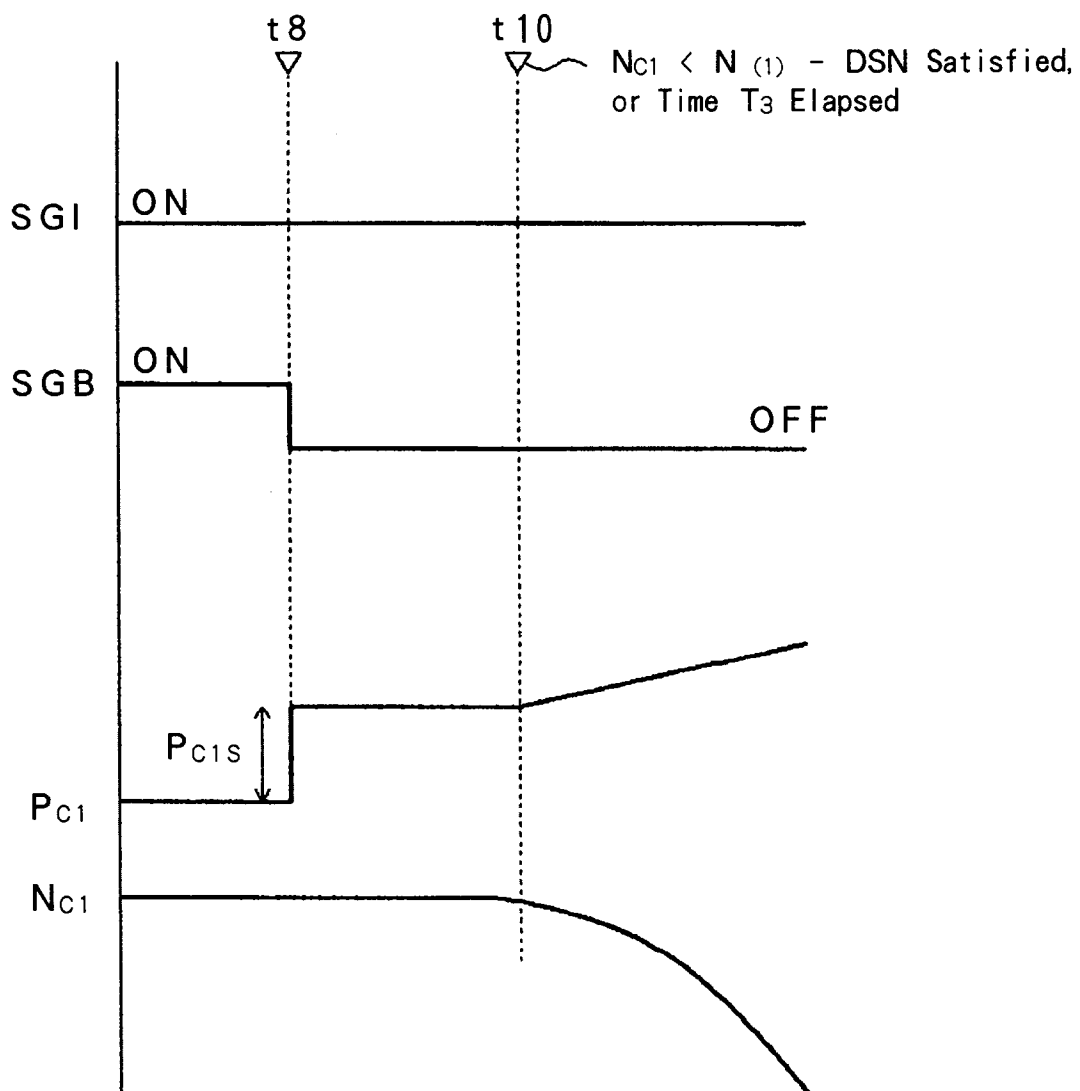 t8
t10
NC1 < N (1) - DSN Satisfied,
or Time T3 Elapsed
SGI
ON
SGB
ON
OFF
PC1S
PC1
NC1